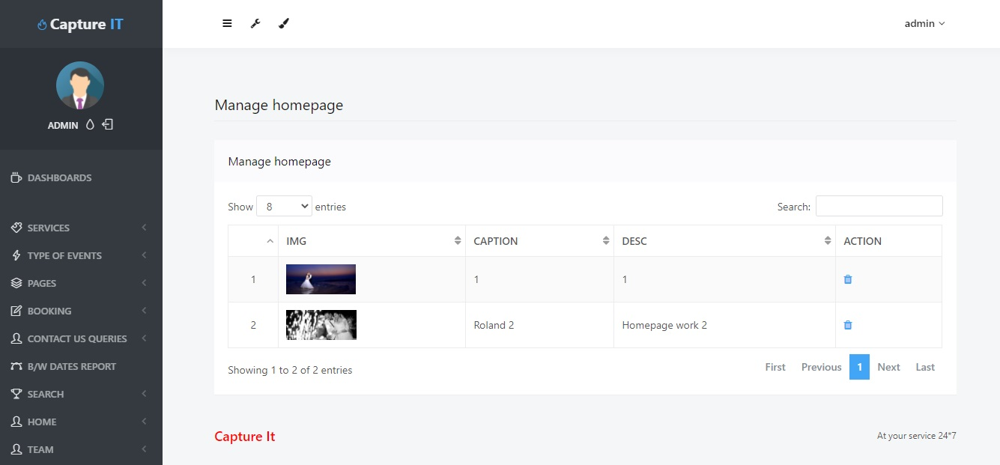 Capture IT
admin
ADMIN
DASHBOARDS
SERVICES
TYPE OF EVENTS
PAGES
BOOKING
CONTACT US QUERIES
B/W DATES REPORT
SEARCH
HOME
TEAM
Manage homepage
Manage homepage
Show 8 entries Search:
IMG CAPTION DESC ACTION
1 1 1
2 Roland 2 Homepage work 2
Showing 1 to 2 of 2 entries First Previous 1 Next Last
Capture It At your service 24*7